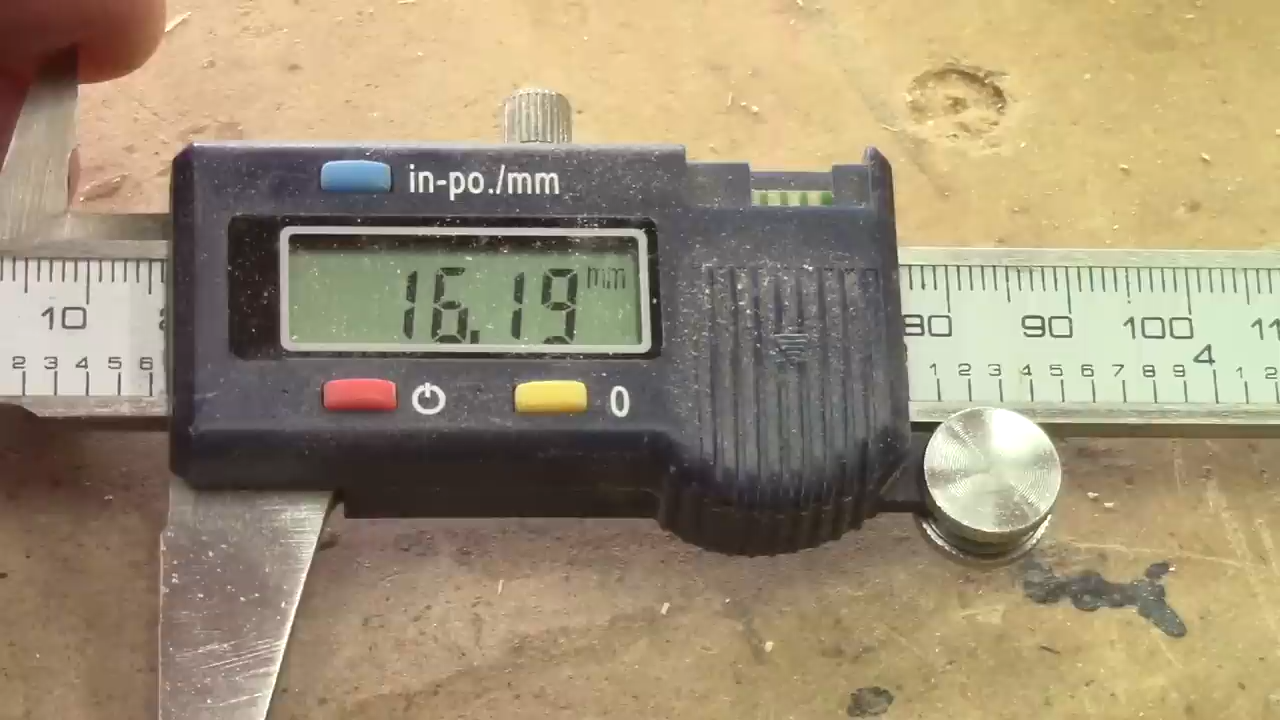 in-po./mm
16.19 mm
10 80 90 100
4
2 3 4 5 6 1 2 3 4 5 6 7 8 9 1 2
0